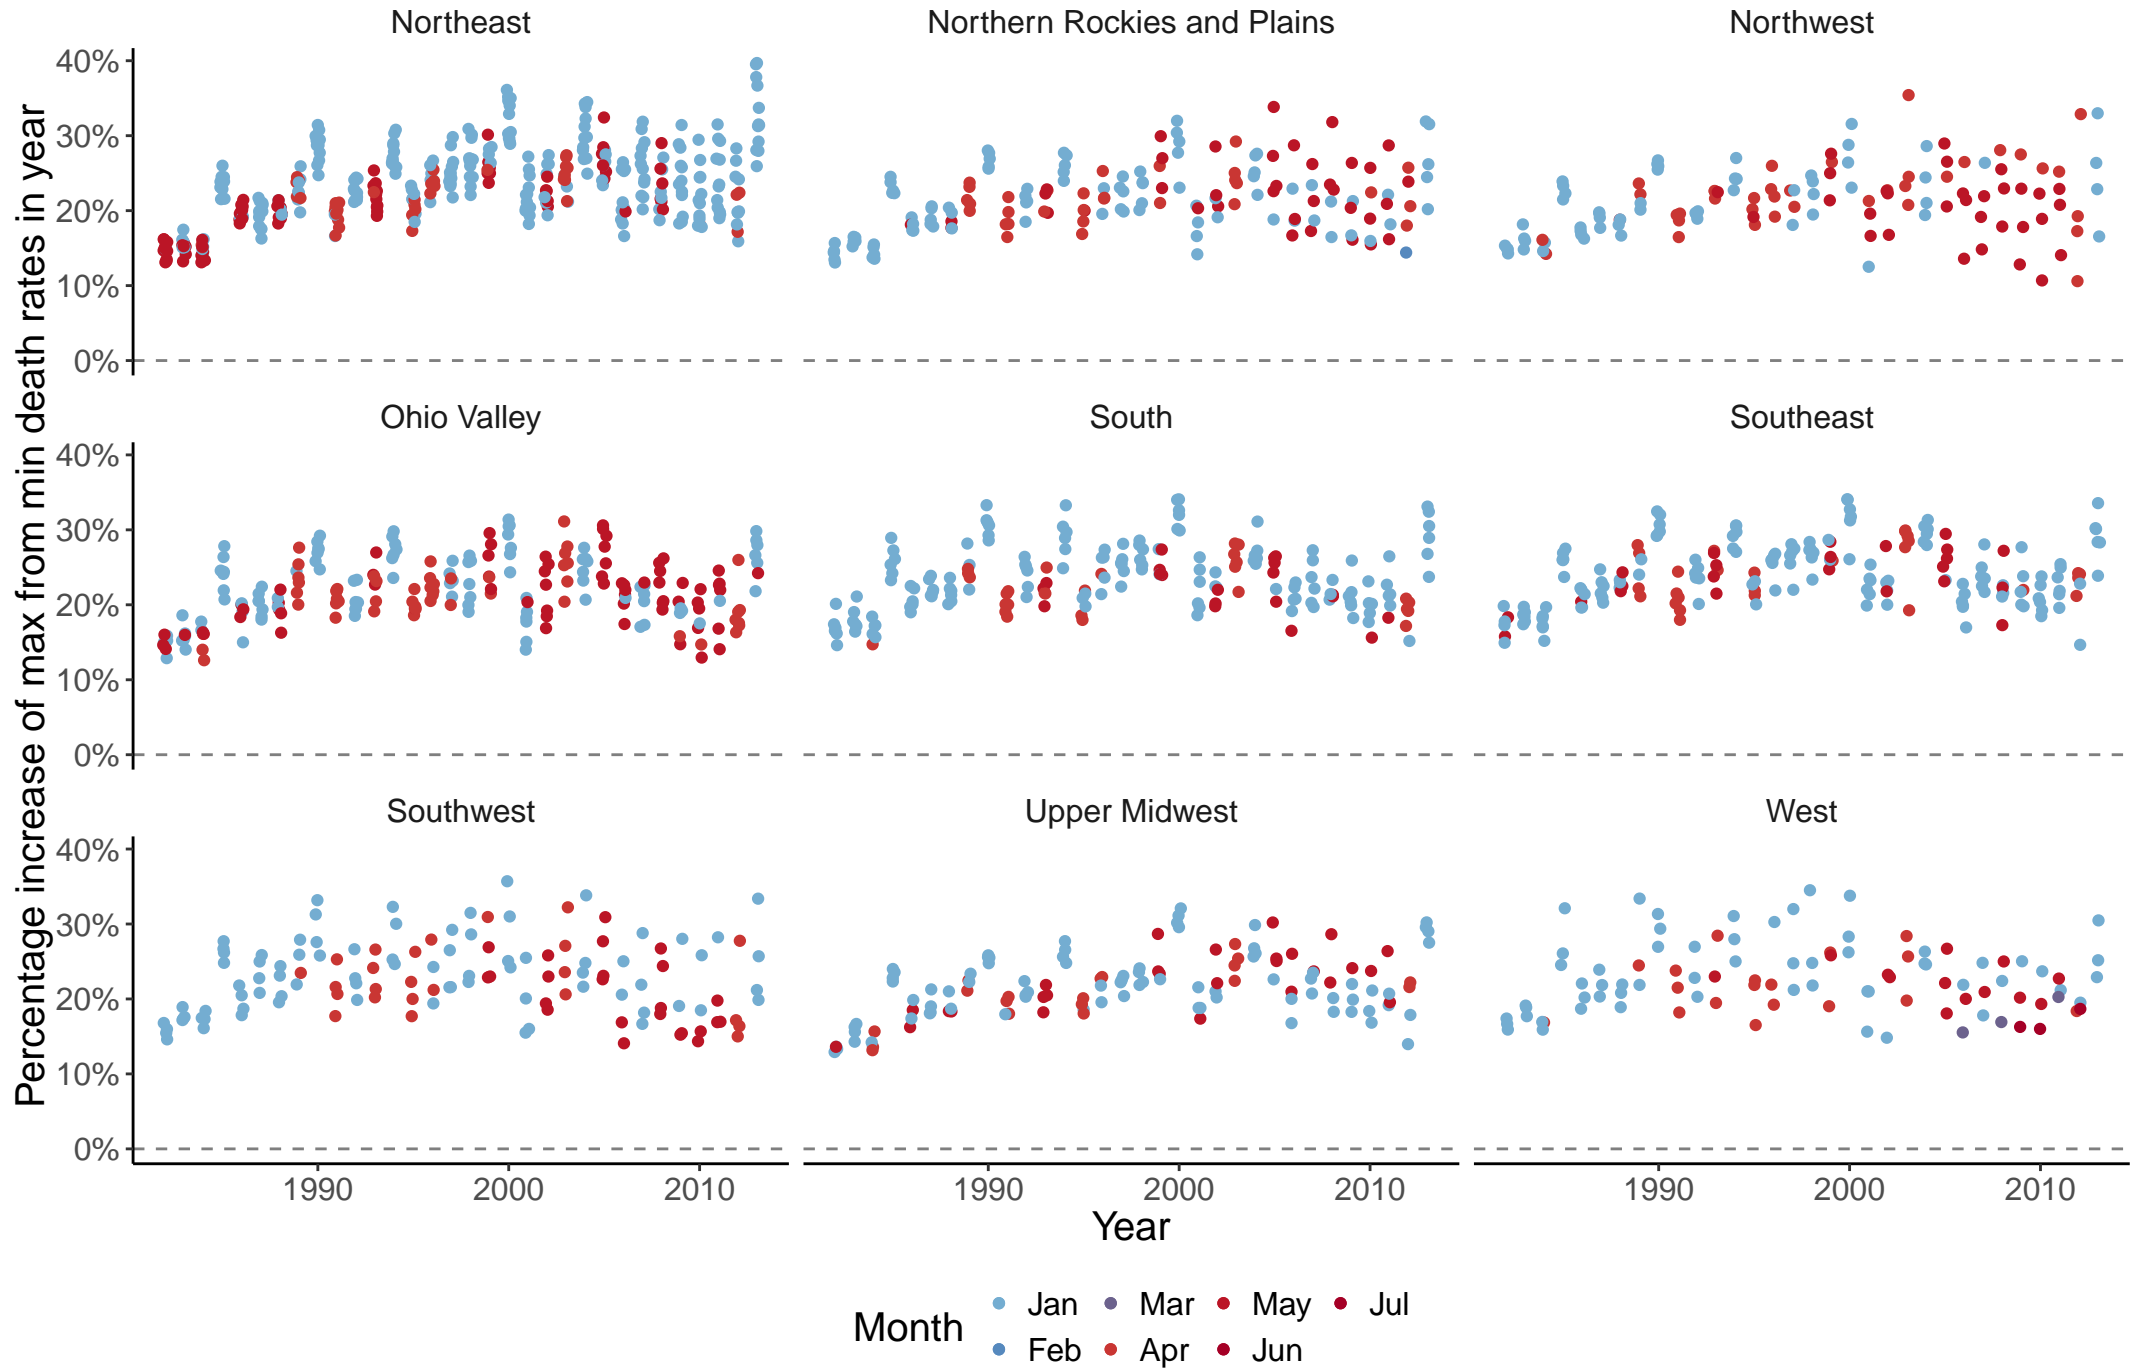 Northeast
Northern Rockies and Plains
Northwest
40%
30%
20%
10%
0%
Ohio Valley
South
Southeast
40%
30%
20%
10%
0%
Southwest
Upper Midwest
West
40%
30%
20%
10%
0%
Percentage increase of max from min death rates in year
1990 2000 2010
1990 2000 2010
1990 2000 2010
Year
Month
Jan Mar May Jul
Feb Apr Jun